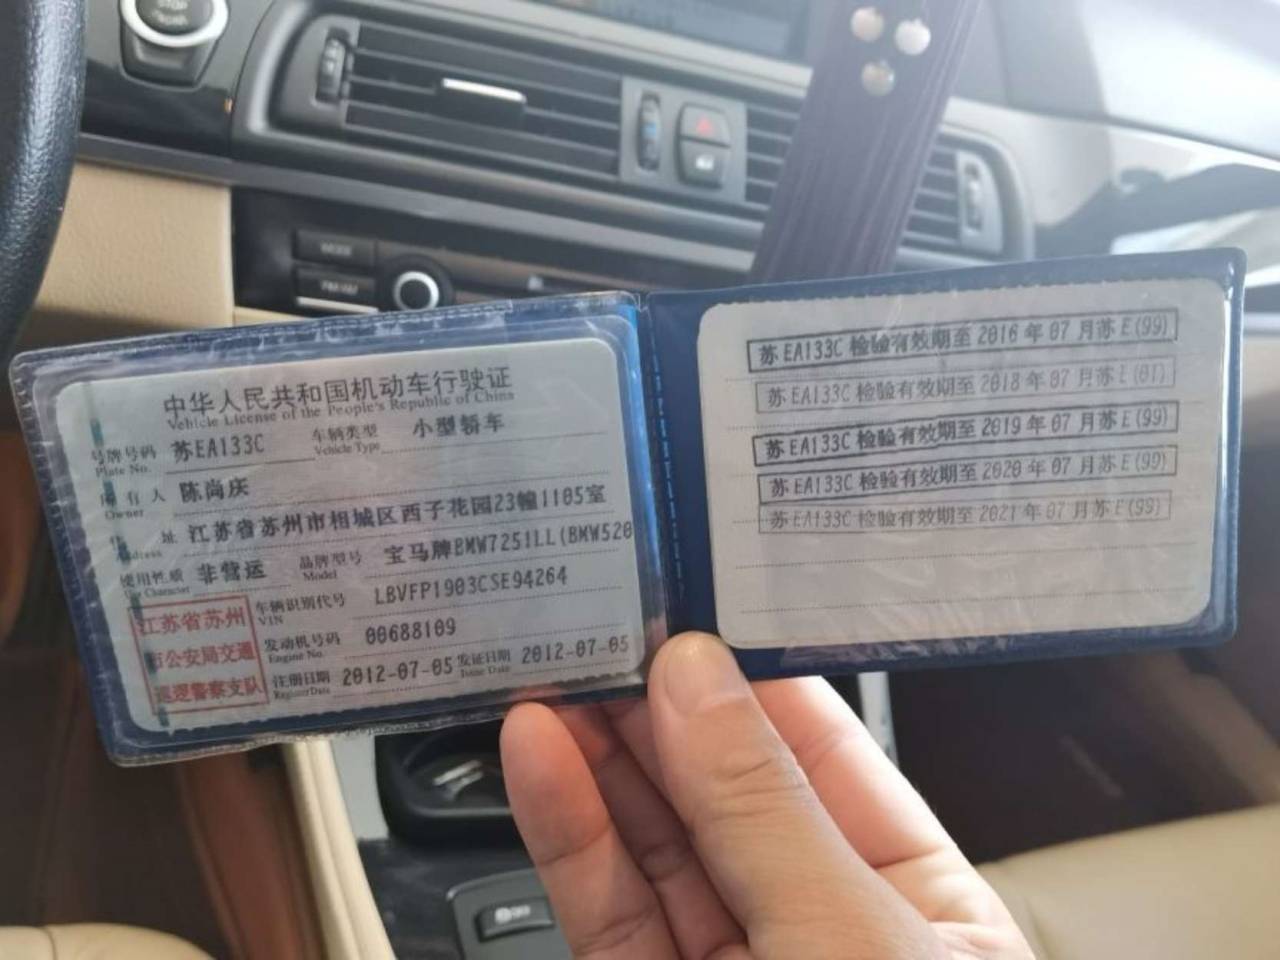 中华人民共和国机动车行驶证
Vehicle License of the People's Republic of China
号牌号码 苏EA133C 车辆类型 小型轿车
Plate No. Vehicle Type
所有人 陈尚庆
Owner
住 址 江苏省苏州市相城区西子花园23幢1105室
Address
使用性质 非营运 品牌型号 宝马牌BMW7251LL(BMW520
Use Character Model
江苏省苏州
市公安局交通
巡逻警察支队
车辆识别代号 LBVFP1903CSE94264
VIN
发动机号码 00688109
Engine No.
注册日期 2012-07-05 发证日期 2012-07-05
Register Date Issue Date
苏EA133C 检验有效期至 2016 年 07 月苏E(99)
苏EA133C 检验有效期至 2018 年 07 月苏E(01)
苏EA133C 检验有效期至 2019 年 07 月苏E(99)
苏EA133C 检验有效期至 2020 年 07 月苏E(99)
苏EA133C 检验有效期至 2021 年 07 月苏E(99)
MODE
STOP
OFF